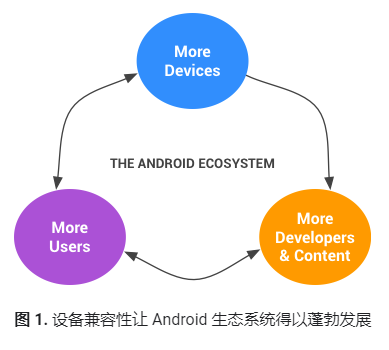 More
Devices
THE ANDROID ECOSYSTEM
More
Users
More
Developers
& Content
图 1. 设备兼容性让 Android 生态系统得以蓬勃发展